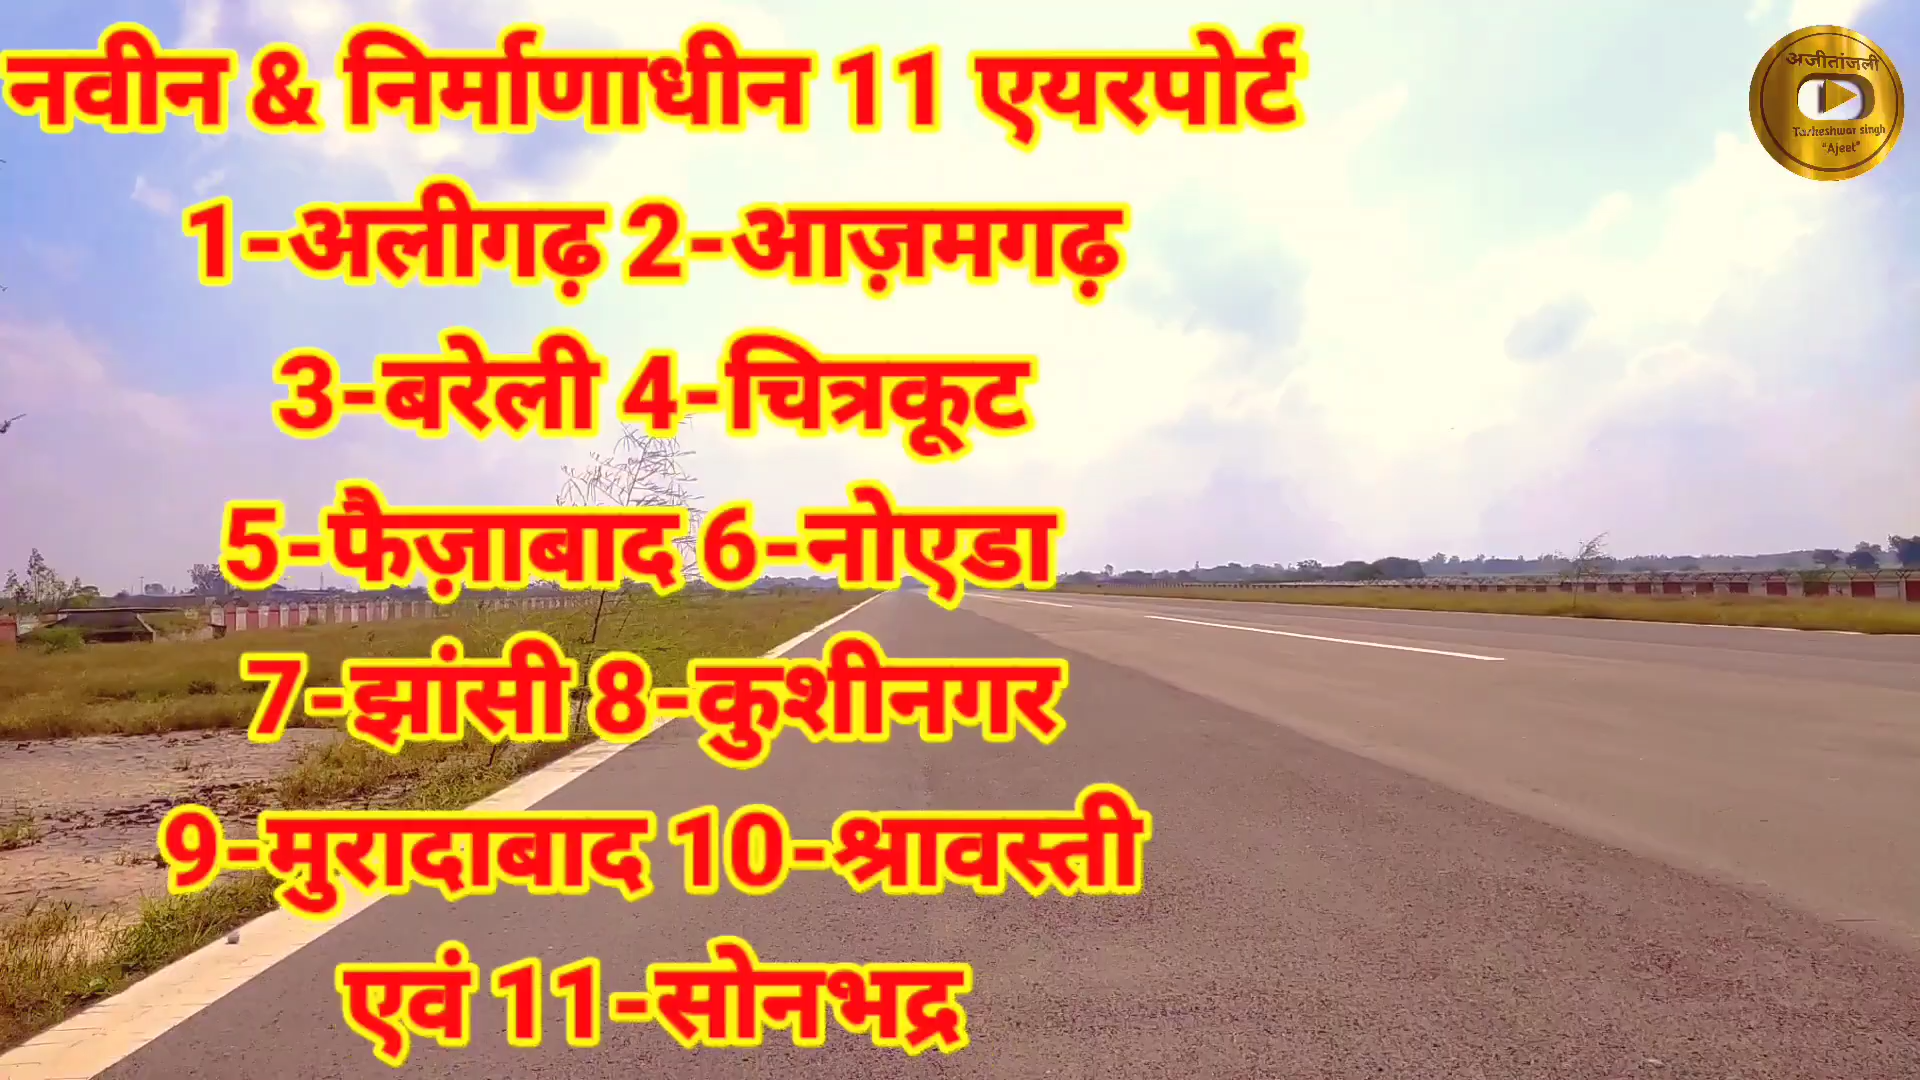 नवीन & निर्माणाधीन 11 एयरपोर्ट
1-अलीगढ़ 2-आज़मगढ़
3-बरेली 4-चित्रकूट
5-फैज़ाबाद 6-नोएडा
7-झांसी 8-कुशीनगर
9-मुरादाबाद 10-श्रावस्ती
एवं 11-सोनभद्र
अजीतांजली
Tarkeshwar singh
"Ajeet"